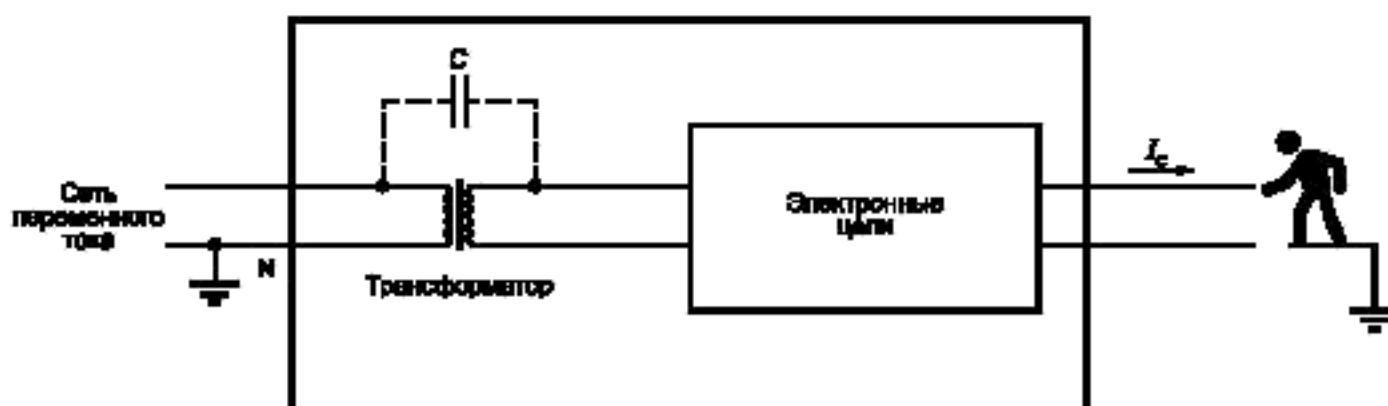 C
Сеть
переменного
тока
N
Трансформатор
Электронные
цепи
I_c